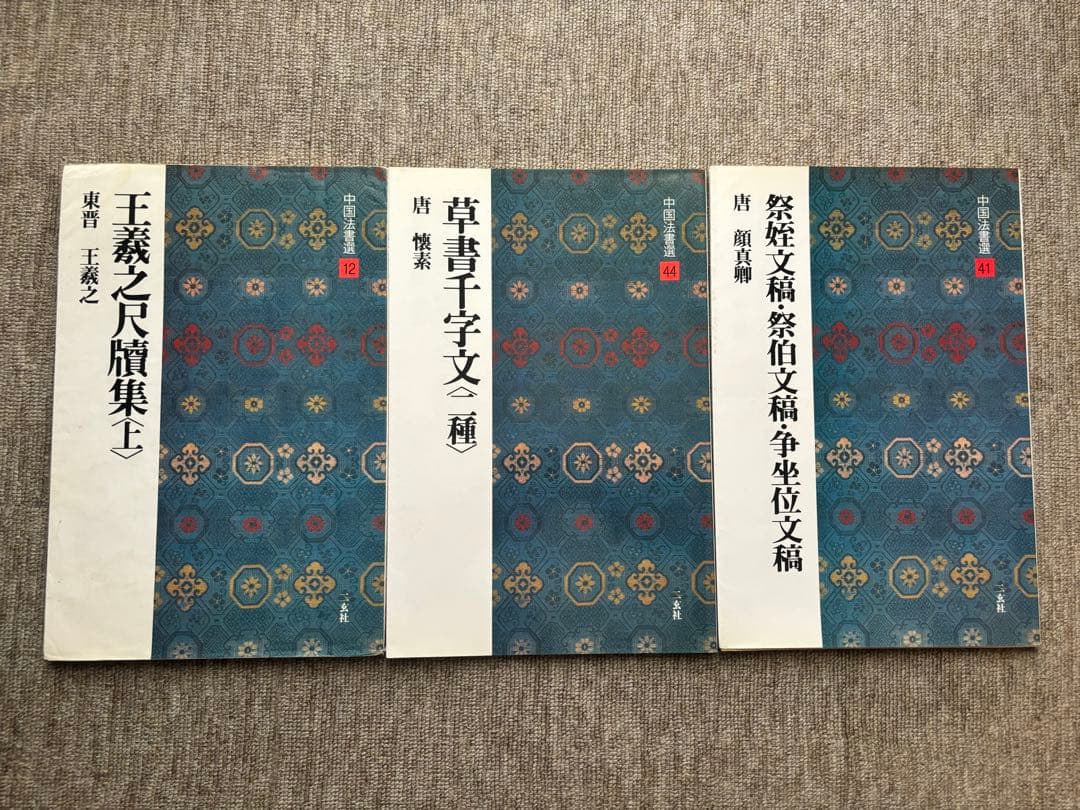 王羲之尺牘集〈上〉
東晋 王羲之
中国法書選
12
二玄社
草書千字文〈二種〉
唐 懐素
中国法書選
44
二玄社
祭姪文稿・祭伯文稿・争坐位文稿
唐 顔真卿
中国法書選
41
二玄社